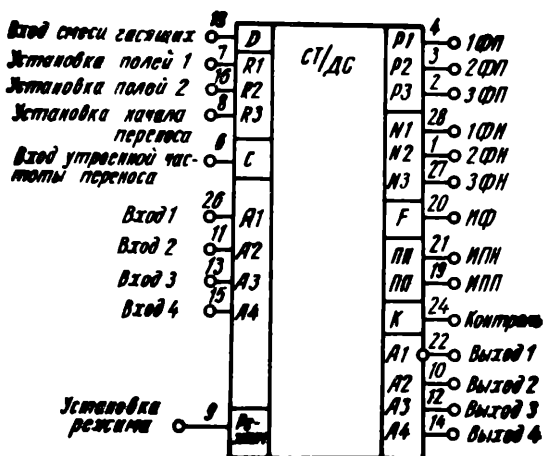 Вход смеси гасящих 18 D
Установка полей 1 7 R1
Установка полей 2 16 R2
Установка начала переноса 8 R3
Вход утроенной час-
тоты переноса 6 C
Вход 1 26 A1
Вход 2 11 A2
Вход 3 13 A3
Вход 4 15 A4
Установка
режима 9
СТ/ДС
P1 4 1ФП
P2 3 2ФП
P3 2 3ФП
N1 28 1ФН
N2 1 2ФН
N3 27 3ФН
F 20 ИФ
ПН 21 ИПН
ПП 19 ИПП
K 24 Контроль
A1 22 Выход 1
A2 10 Выход 2
A3 12 Выход 3
A4 14 Выход 4